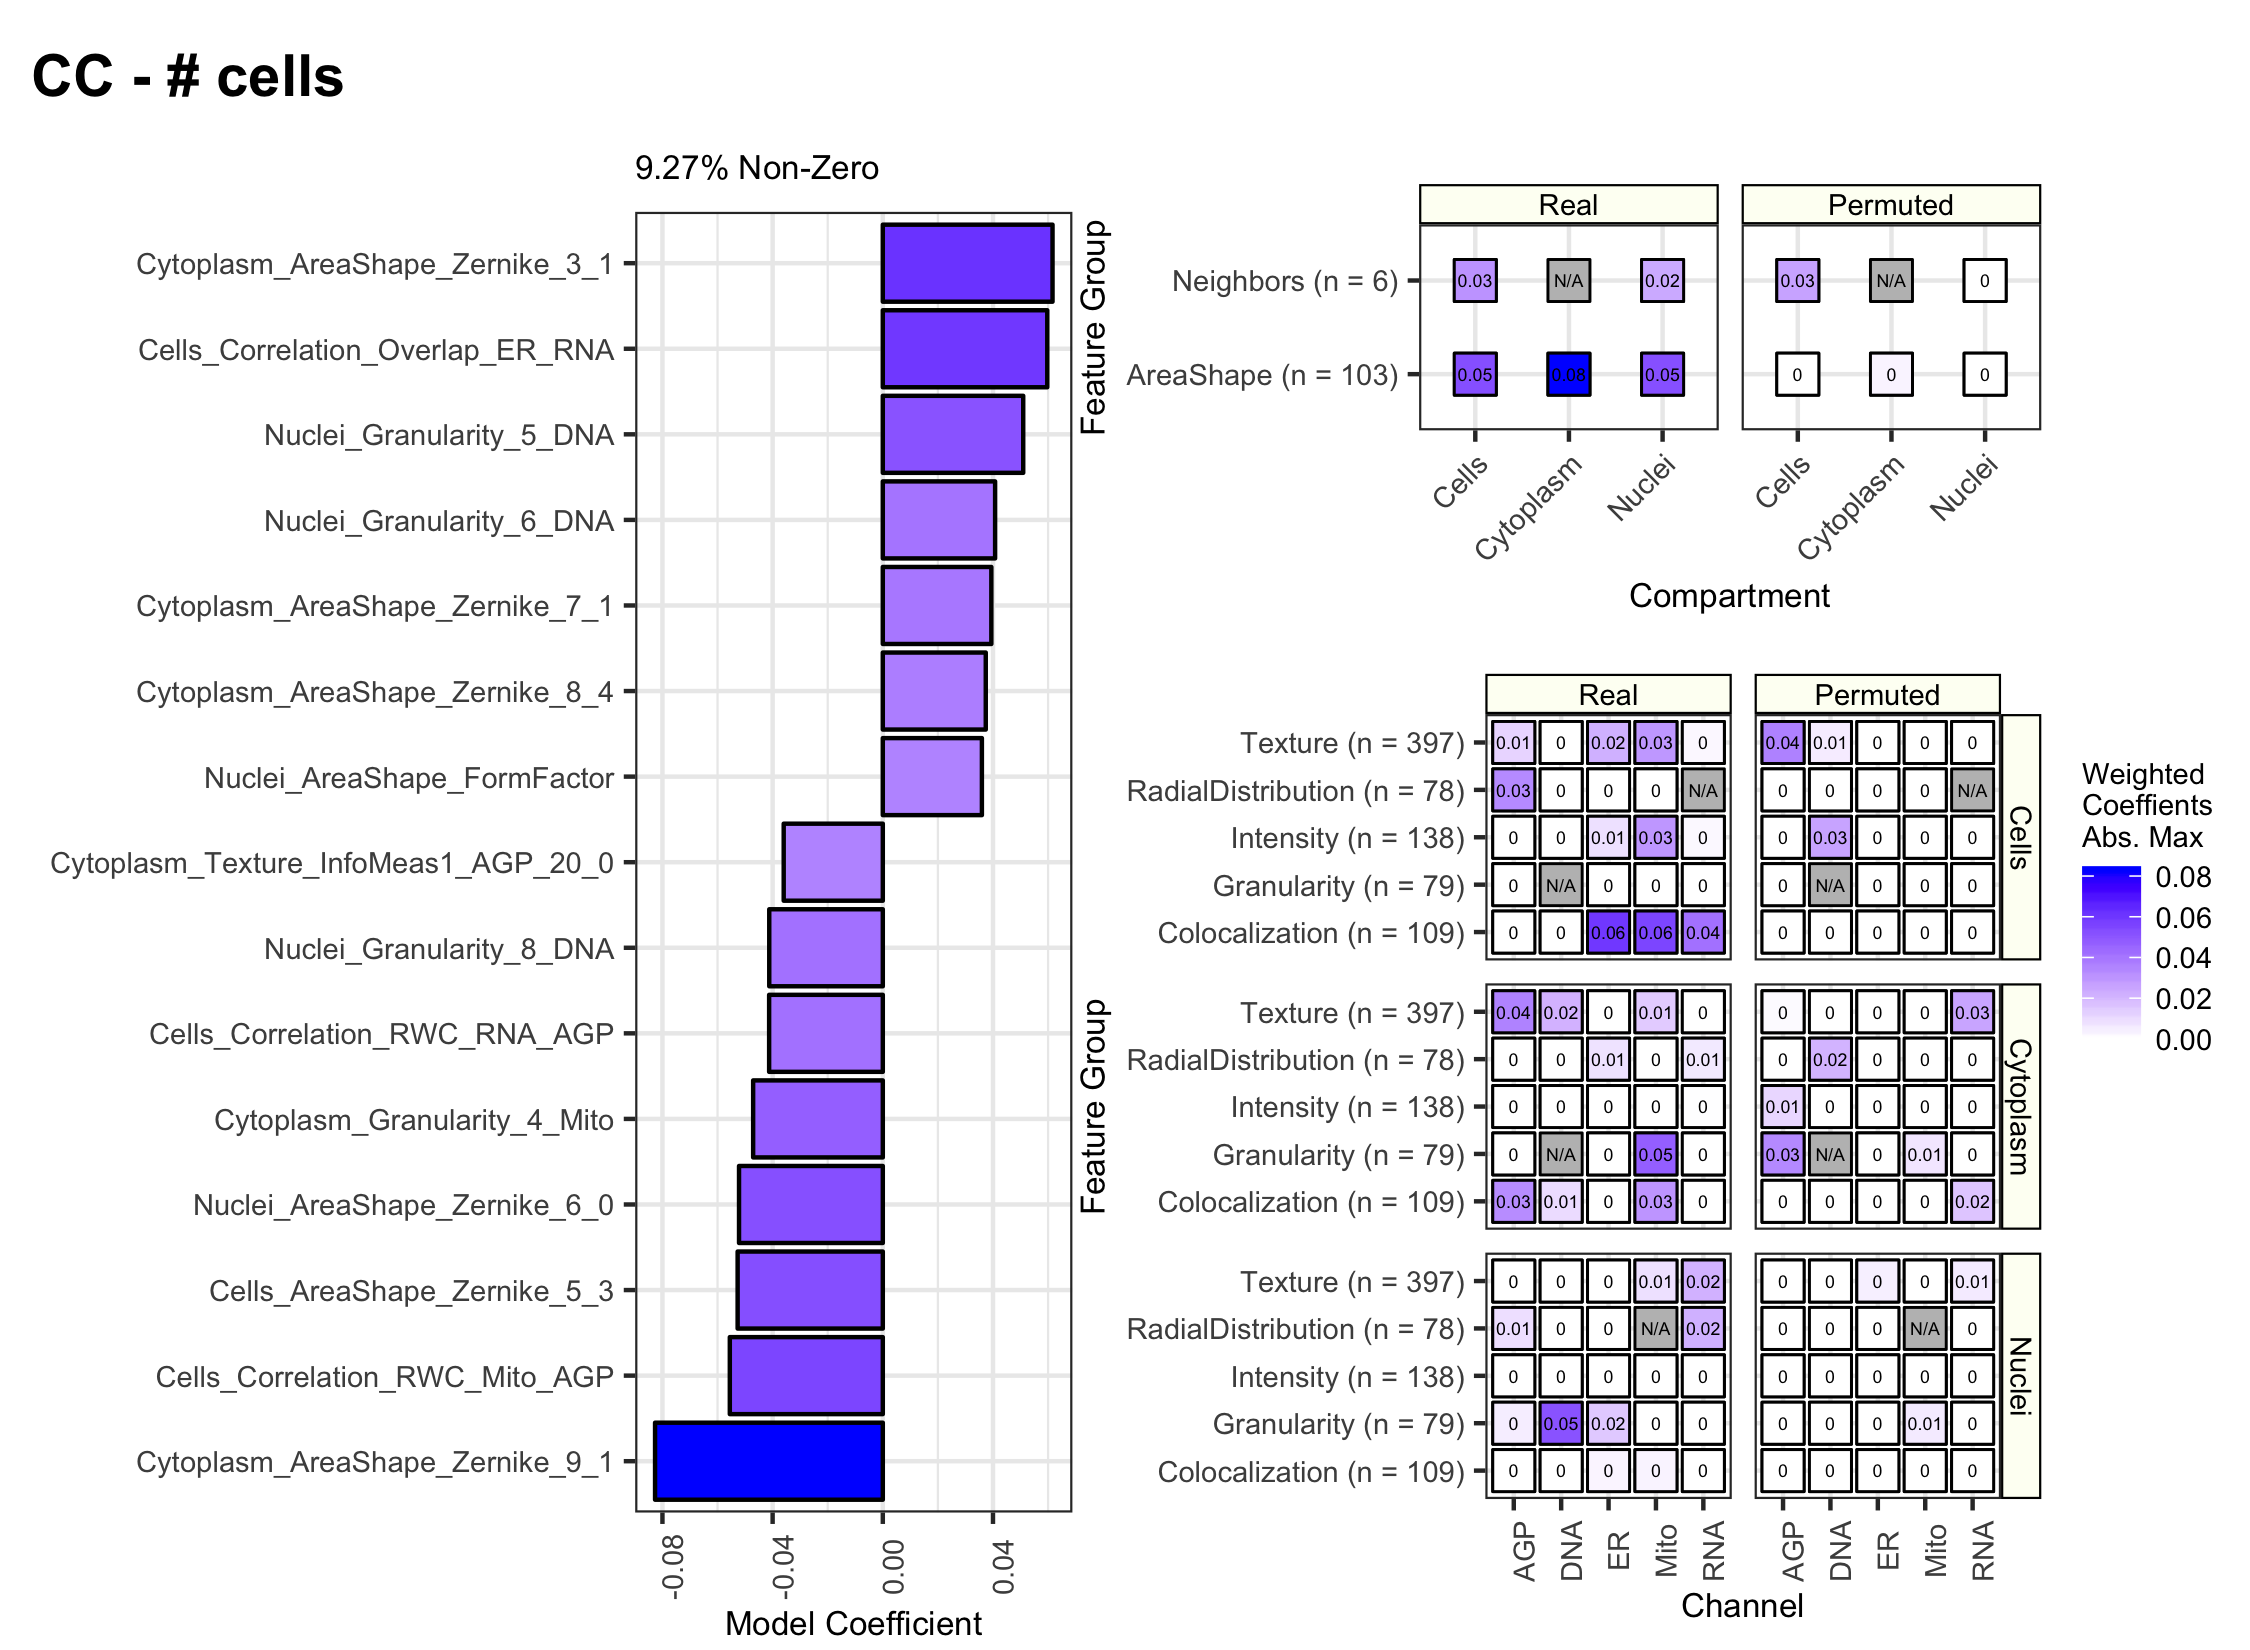 CC - # cells
9.27% Non-Zero
Cytoplasm_AreaShape_Zernike_3_1
Cells_Correlation_Overlap_ER_RNA
Nuclei_Granularity_5_DNA
Nuclei_Granularity_6_DNA
Cytoplasm_AreaShape_Zernike_7_1
Cytoplasm_AreaShape_Zernike_8_4
Nuclei_AreaShape_FormFactor
Cytoplasm_Texture_InfoMeas1_AGP_20_0
Nuclei_Granularity_8_DNA
Cells_Correlation_RWC_RNA_AGP
Cytoplasm_Granularity_4_Mito
Nuclei_AreaShape_Zernike_6_0
Cells_AreaShape_Zernike_5_3
Cells_Correlation_RWC_Mito_AGP
Cytoplasm_AreaShape_Zernike_9_1
-0.08 -0.04 0.00 0.04
Model Coefficient
Feature Group
Real Permuted
Neighbors (n = 6) 0.03 N/A 0.02 0.03 N/A 0
AreaShape (n = 103) 0.05 0.08 0.05 0 0 0
Cells Cytoplasm Nuclei Cells Cytoplasm Nuclei
Compartment
Feature Group
Real Permuted
Texture (n = 397) 0.01 0 0.02 0.03 0 0.04 0.01 0 0 0
RadialDistribution (n = 78) 0.03 0 0 0 N/A 0 0 0 0 N/A
Intensity (n = 138) 0 0 0.01 0.03 0 0 0.03 0 0 0
Granularity (n = 79) 0 N/A 0 0 0 0 N/A 0 0 0
Colocalization (n = 109) 0 0 0.06 0.06 0.04 0 0 0 0 0
Cells
Texture (n = 397) 0.04 0.02 0 0.01 0 0 0 0 0 0.03
RadialDistribution (n = 78) 0 0 0.01 0 0.01 0 0.02 0 0 0
Intensity (n = 138) 0 0 0 0 0 0.01 0 0 0 0
Granularity (n = 79) 0 N/A 0 0.05 0 0.03 N/A 0 0.01 0
Colocalization (n = 109) 0.03 0.01 0 0.03 0 0 0 0 0 0.02
Cytoplasm
Texture (n = 397) 0 0 0 0.01 0.02 0 0 0 0 0.01
RadialDistribution (n = 78) 0.01 0 0 N/A 0.02 0 0 0 N/A 0
Intensity (n = 138) 0 0 0 0 0 0 0 0 0 0
Granularity (n = 79) 0 0.05 0.02 0 0 0 0 0 0.01 0
Colocalization (n = 109) 0 0 0 0 0 0 0 0 0 0
Nuclei
AGP DNA ER Mito RNA AGP DNA ER Mito RNA
Channel
Weighted
Coeffients
Abs. Max
0.08
0.06
0.04
0.02
0.00